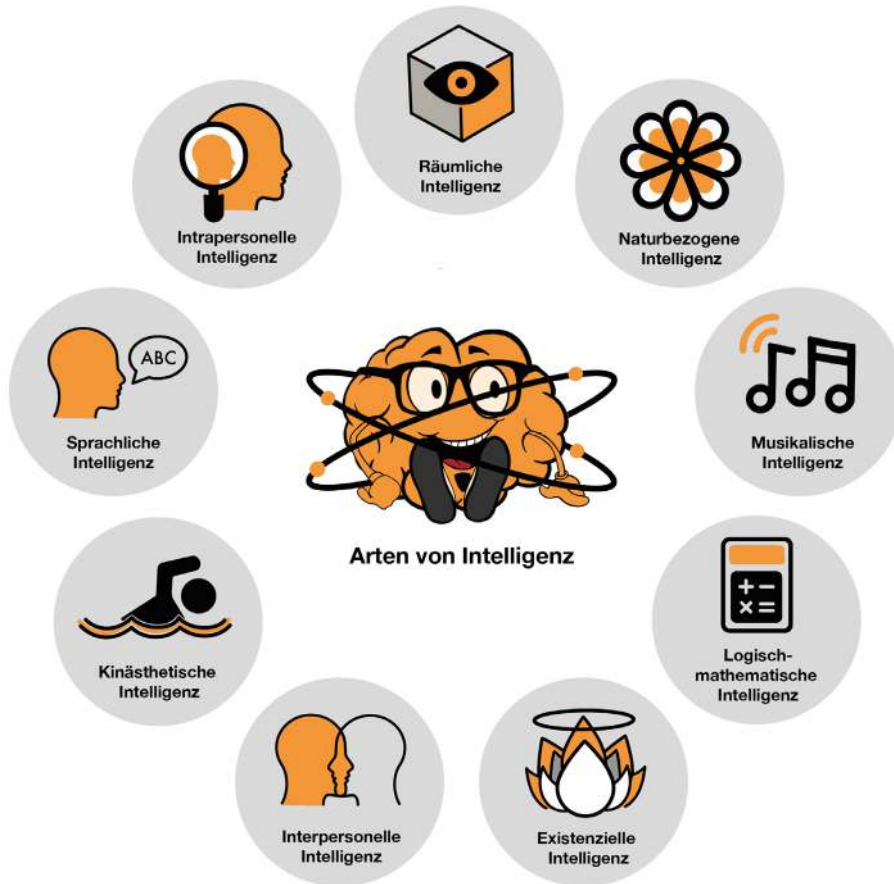 Räumliche
Intelligenz
Naturbezogene
Intelligenz
Musikalische
Intelligenz
Logisch-
mathematische
Intelligenz
Existenzielle
Intelligenz
Interpersonelle
Intelligenz
Kinästhetische
Intelligenz
ABC
Sprachliche
Intelligenz
Intrapersonelle
Intelligenz
Arten von Intelligenz